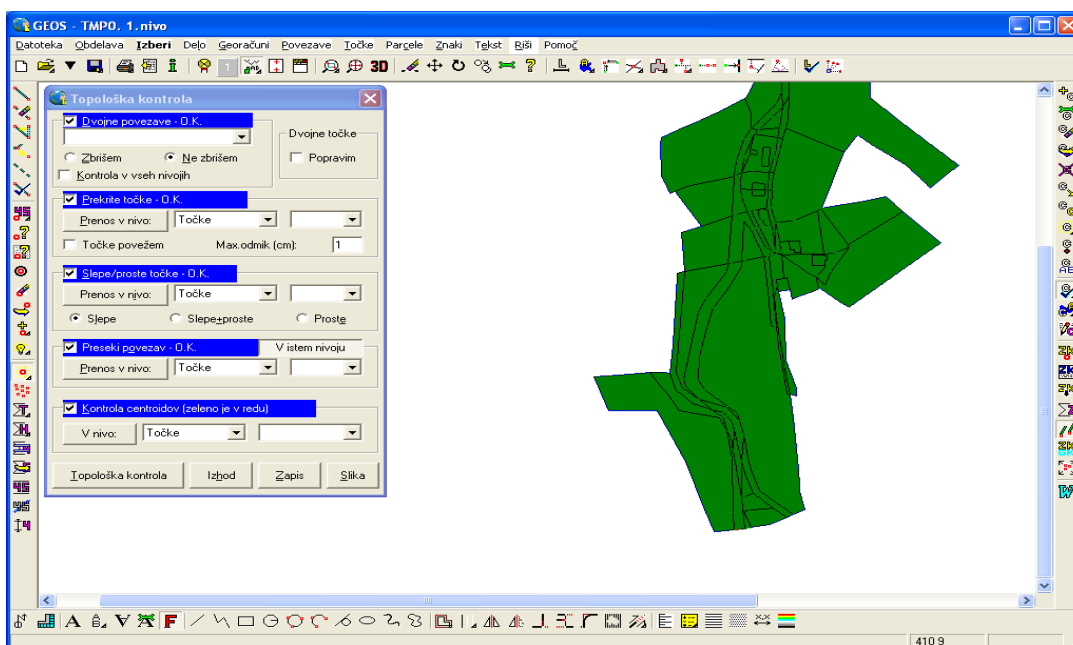 GEOS - TMP0. 1.nivo
Datoteka Obdelava Izberi Delo Georačuni Povezave Točke Parcele Znaki Tekst Riši Pomoč
3D
Topološka kontrola
Dvojne povezave - O.K.
Dvojne točke
Zbrišem Ne zbrišem
Popravim
Kontrola v vseh nivojih
Prekrite točke - O.K.
Prenos v nivo: Točke
Točke povežem Max.odmik (cm): 1
Slepe/proste točke - O.K.
Prenos v nivo: Točke
Slepe Slepe+proste Proste
Preseki povezav - O.K. V istem nivoju
Prenos v nivo: Točke
Kontrola centroidov (zeleno je v redu)
V nivo: Točke
Topološka kontrola Izhod Zapis Slika
410 9